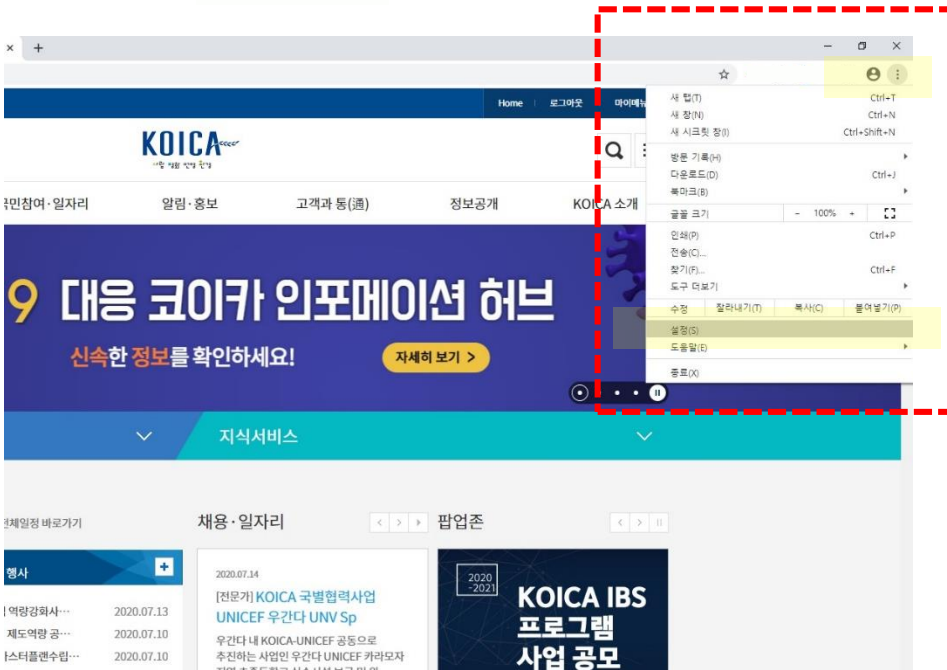 Home 로그아웃 마이메뉴
새 탭(T) Ctrl+T
새 창(N) Ctrl+N
새 시크릿 창(I) Ctrl+Shift+N
방문 기록(H)
다운로드(D) Ctrl+J
북마크(B)
글꼴 크기 - 100% +
인쇄(P) Ctrl+P
전송(C)...
찾기(F)... Ctrl+F
도구 더보기
수정 잘라내기(T) 복사(C) 붙여넣기(P)
설정(S)
도움말(E)
종료(X)
KOICA
국민참여·일자리 알림·홍보 고객과 통(通) 정보공개 KOICA 소개
9 대응 코이카 인포메이션 허브
신속한 정보를 확인하세요! 자세히 보기 >
지식서비스
전체일정 바로가기
채용·일자리
팝업존
행사
역량강화사… 2020.07.13
제도역량 공… 2020.07.10
마스터플랜수립… 2020.07.10
2020.07.14
[전문가] KOICA 국별협력사업
UNICEF 우간다 UNV Sp
우간다 내 KOICA-UNICEF 공동으로
추진하는 사업인 우간다 UNICEF 카라모자
2020
-2021
KOICA IBS
프로그램
사업 공모